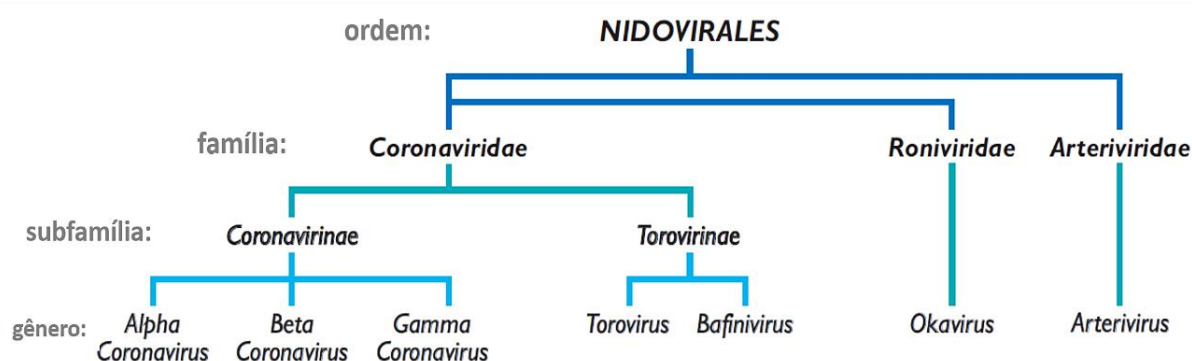 ordem: NIDOVIRALES
família: Coronaviridae Roniviridae Arteriviridae
subfamília: Coronavirinae Torovirinae
gênero: Alpha Beta Gamma Torovirus Bafinivirus Okavirus Arterivirus
Coronavirus Coronavirus Coronavirus